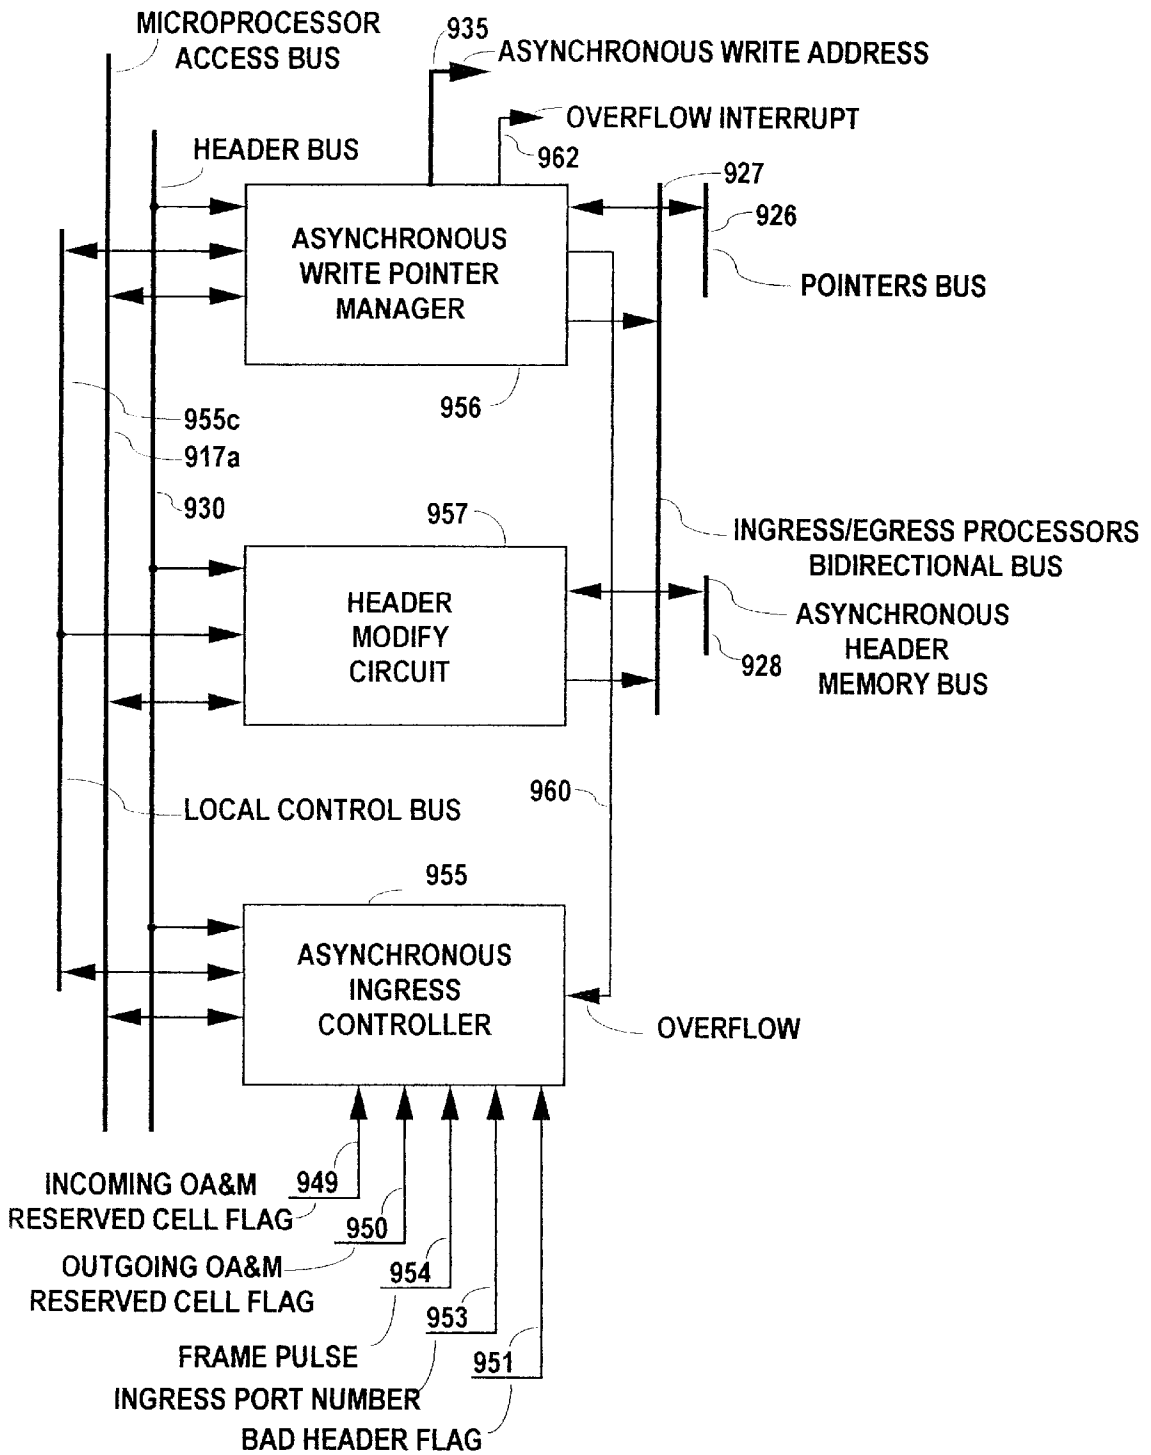 MICROPROCESSOR
ACCESS BUS
935
ASYNCHRONOUS WRITE ADDRESS
OVERFLOW INTERRUPT
962
HEADER BUS
927
926
POINTERS BUS
ASYNCHRONOUS
WRITE POINTER
MANAGER
956
955c
917a
930
957
INGRESS/EGRESS PROCESSORS
BIDIRECTIONAL BUS
HEADER
MODIFY
CIRCUIT
ASYNCHRONOUS
HEADER
MEMORY BUS
928
960
LOCAL CONTROL BUS
955
ASYNCHRONOUS
INGRESS
CONTROLLER
OVERFLOW
949
INCOMING OA&M
RESERVED CELL FLAG
950
OUTGOING OA&M
RESERVED CELL FLAG
954
FRAME PULSE
953
INGRESS PORT NUMBER
951
BAD HEADER FLAG